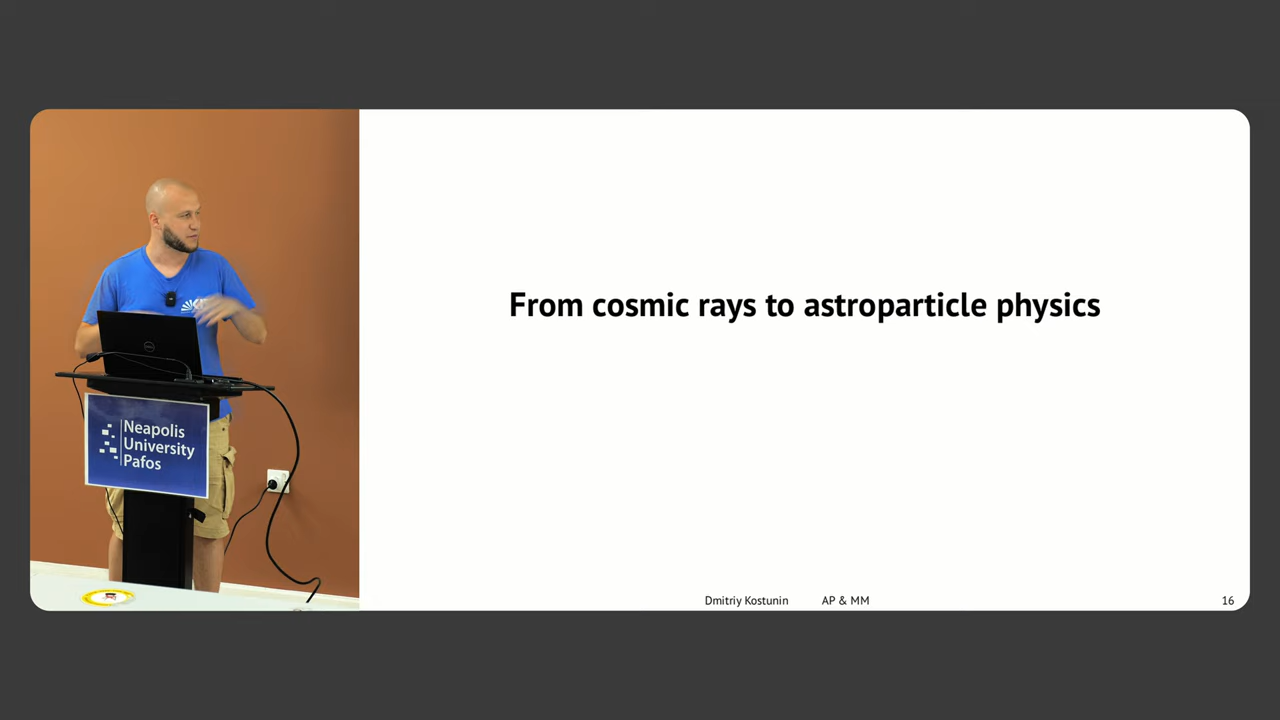 From cosmic rays to astroparticle physics
Neapolis
University
Pafos
Dmitriy Kostunin AP & MM
16